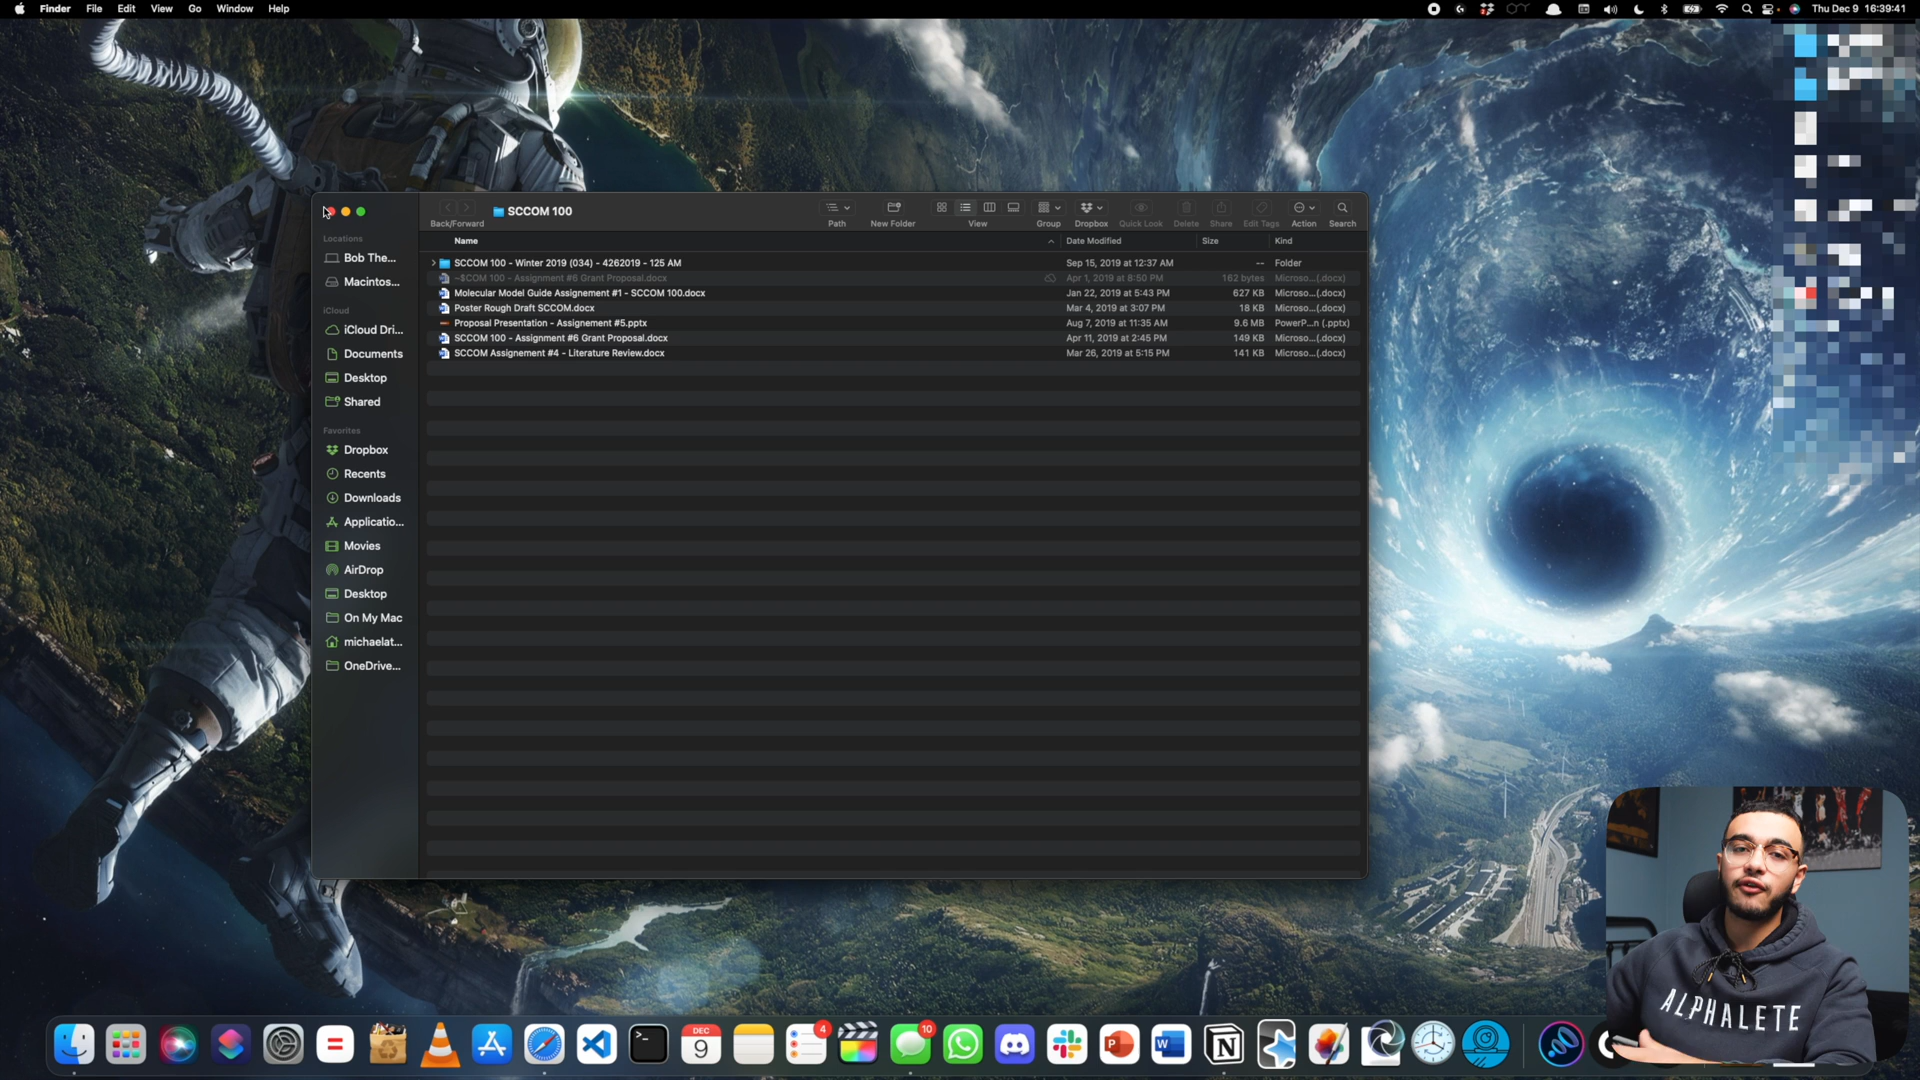 Finder File Edit View Go Window Help
Thu Dec 9 16:39:41
SCCOM 100
Back/Forward Path New Folder View Group Dropbox Quick Look Delete Share Edit Tags Action Search
Name Date Modified Size Kind
SCCOM 100 - Winter 2019 (034) - 4262019 - 125 AM Sep 15, 2019 at 12:37 AM -- Folder
~$COM 100 - Assignment #6 Grant Proposal.docx Apr 1, 2019 at 8:50 PM 162 bytes Microso...(.docx)
Molecular Model Guide Assignement #1 - SCCOM 100.docx Jan 22, 2019 at 5:43 PM 627 KB Microso...(.docx)
Poster Rough Draft SCCOM.docx Mar 4, 2019 at 3:07 PM 18 KB Microso...(.docx)
Proposal Presentation - Assignement #5.pptx Aug 7, 2019 at 11:35 AM 9.6 MB PowerP...n (.pptx)
SCCOM 100 - Assignment #6 Grant Proposal.docx Apr 11, 2019 at 2:45 PM 149 KB Microso...(.docx)
SCCOM Assignement #4 - Literature Review.docx Mar 26, 2019 at 5:15 PM 141 KB Microso...(.docx)
Locations
Bob The...
Macintos...
iCloud
iCloud Dri...
Documents
Desktop
Shared
Favorites
Dropbox
Recents
Downloads
Applicatio...
Movies
AirDrop
Desktop
On My Mac
michaelat...
OneDrive...
ALPHALETE
DEC
9
4
10